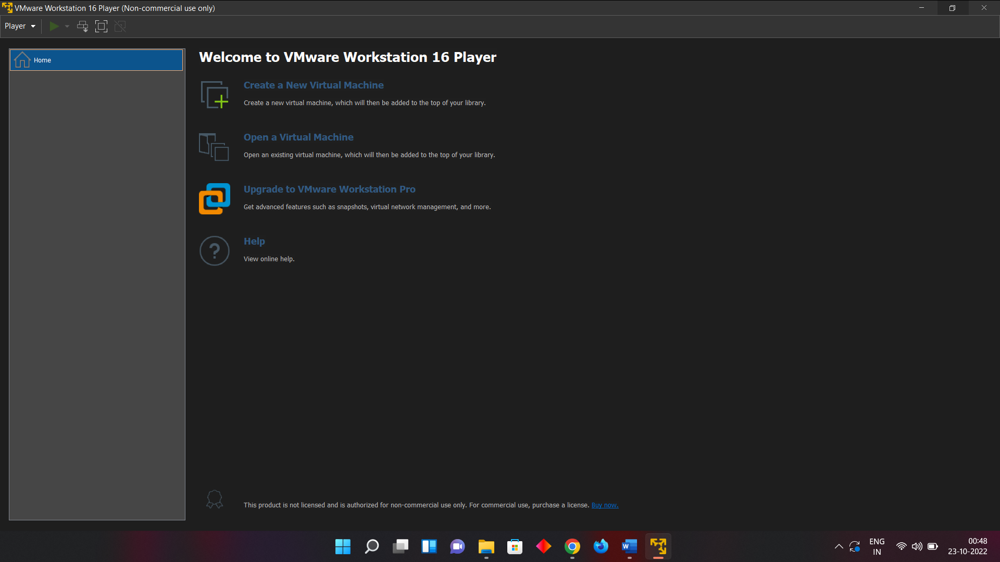 VMware Workstation 16 Player (Non-commercial use only)
Player
Home
Welcome to VMware Workstation 16 Player
Create a New Virtual Machine
Create a new virtual machine, which will then be added to the top of your library.
Open a Virtual Machine
Open an existing virtual machine, which will then be added to the top of your library.
Upgrade to VMware Workstation Pro
Get advanced features such as snapshots, virtual network management, and more.
?
Help
View online help.
This product is not licensed and is authorized for non-commercial use only. For commercial use, purchase a license. Buy now.
W
ENG
IN
00:48
23-10-2022